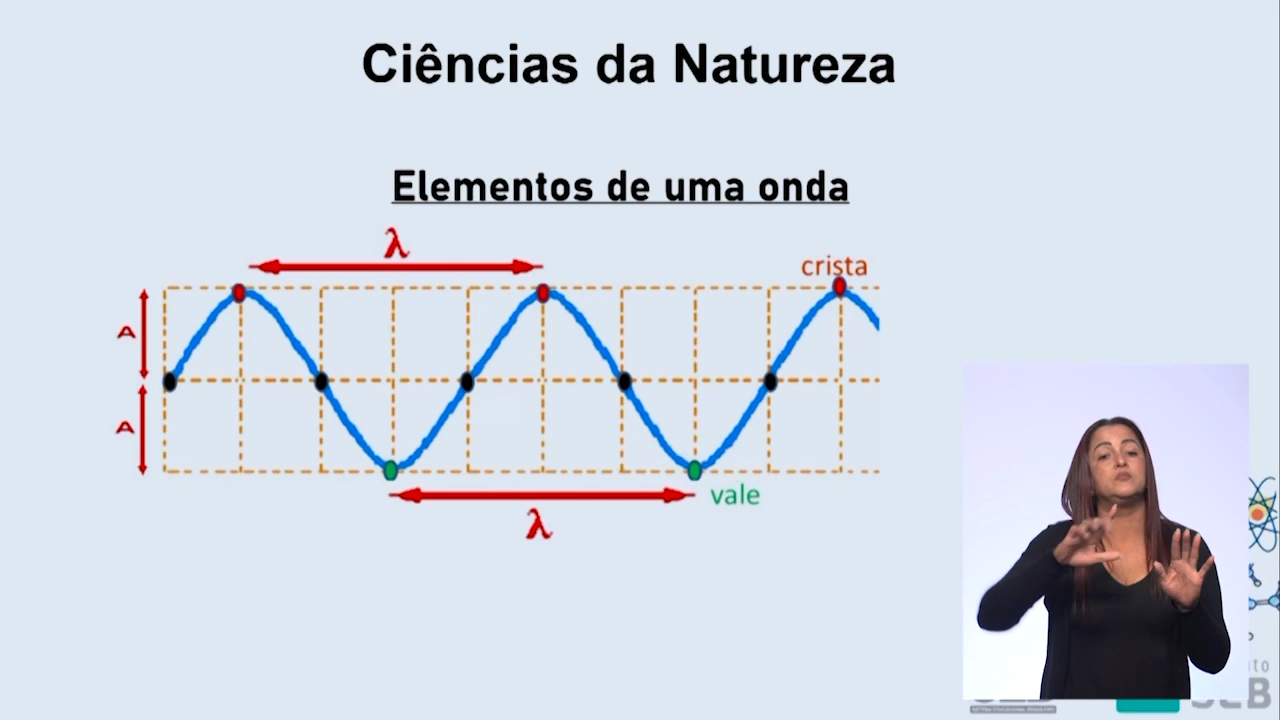 Ciências da Natureza
Elementos de uma onda
λ
crista
A
A
vale
λ